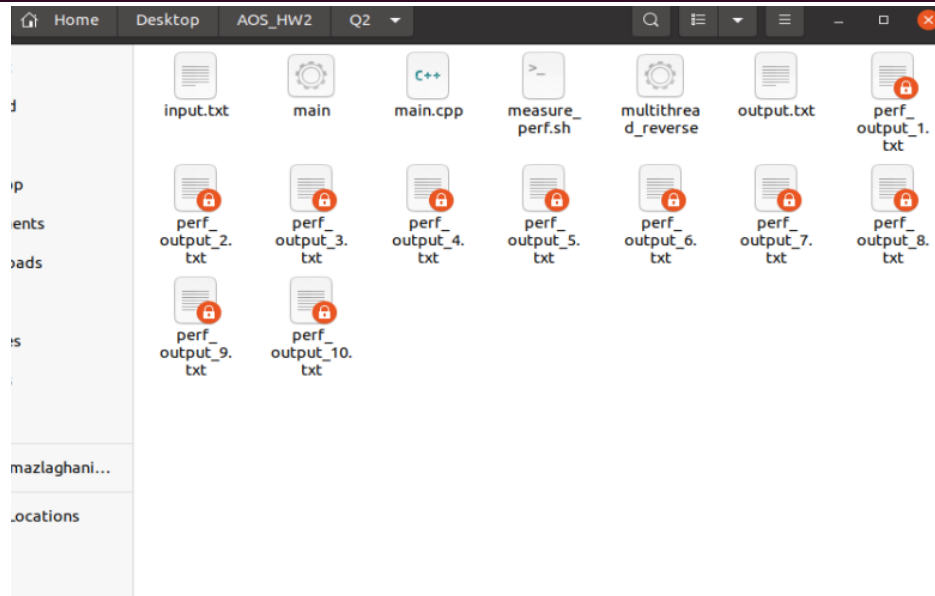 Home Desktop AOS_HW2 Q2
C++
>_
input.txt main main.cpp measure_ multithrea output.txt perf_
perf.sh d_reverse output_1.
txt
perf_ perf_ perf_ perf_ perf_ perf_ perf_
output_2. output_3. output_4. output_5. output_6. output_7. output_8.
txt txt txt txt txt txt txt
ents
oads
perf_ perf_
output_9. output_10.
txt txt
mazlaghani...
Locations